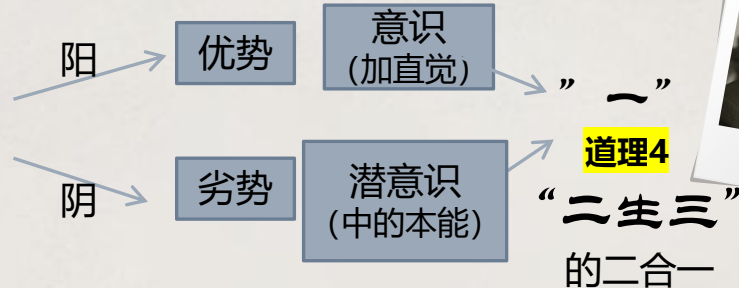 阳
优势
意识
（加直觉）
”一”
道理4
阴
劣势
潜意识
（中的本能）
“二生三”
的二合一